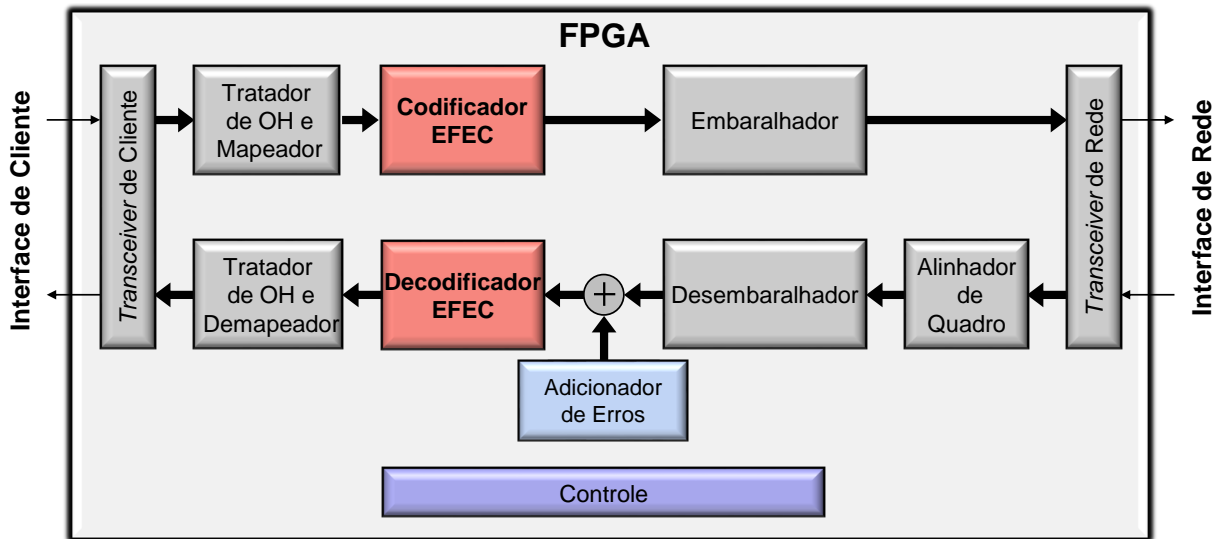 FPGA
Interface de Cliente
Transceiver de Cliente
Tratador
de OH e
Mapeador
Codificador
EFEC
Embaralhador
Transceiver de Rede
Interface de Rede
Tratador
de OH e
Demapeador
Decodificador
EFEC
+
Desembaralhador
Alinhador
de
Quadro
Adicionador
de Erros
Controle